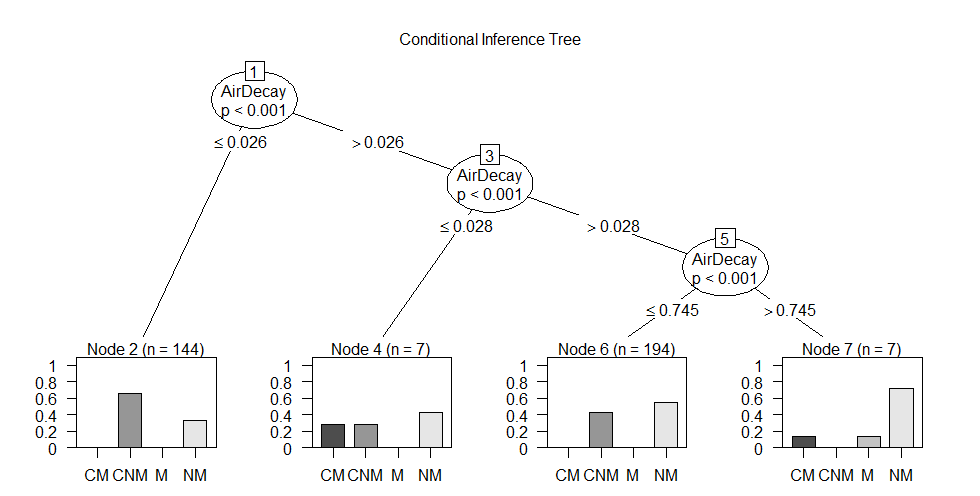 Conditional Inference Tree
1
AirDecay
p < 0.001
≤ 0.026
> 0.026
3
AirDecay
p < 0.001
≤ 0.028
> 0.028
5
AirDecay
p < 0.001
≤ 0.745
> 0.745
Node 2 (n = 144)
1
0.8
0.6
0.4
0.2
0
CM CNM M NM
Node 4 (n = 7)
1
0.8
0.6
0.4
0.2
0
CM CNM M NM
Node 6 (n = 194)
1
0.8
0.6
0.4
0.2
0
CM CNM M NM
Node 7 (n = 7)
1
0.8
0.6
0.4
0.2
0
CM CNM M NM